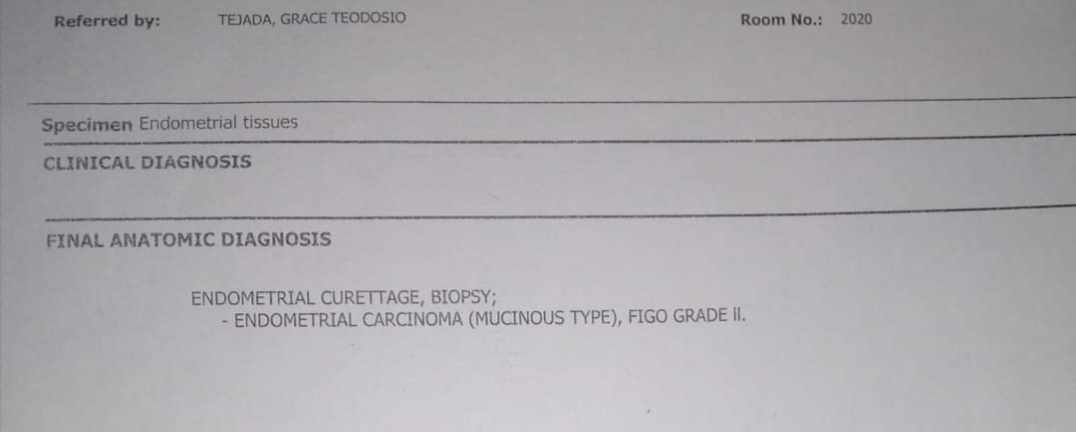 Referred by: TEJADA, GRACE TEODOSIO Room No.: 2020
Specimen Endometrial tissues
CLINICAL DIAGNOSIS
FINAL ANATOMIC DIAGNOSIS
ENDOMETRIAL CURETTAGE, BIOPSY;
- ENDOMETRIAL CARCINOMA (MUCINOUS TYPE), FIGO GRADE iI.